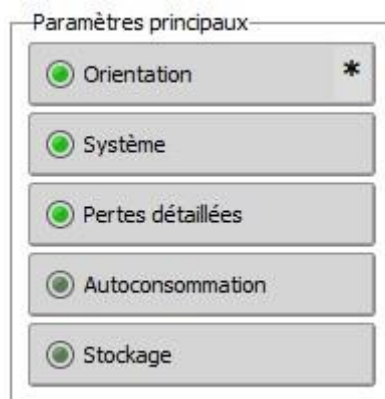 Paramètres principaux
Orientation *
Système
Pertes détaillées
Autoconsommation
Stockage